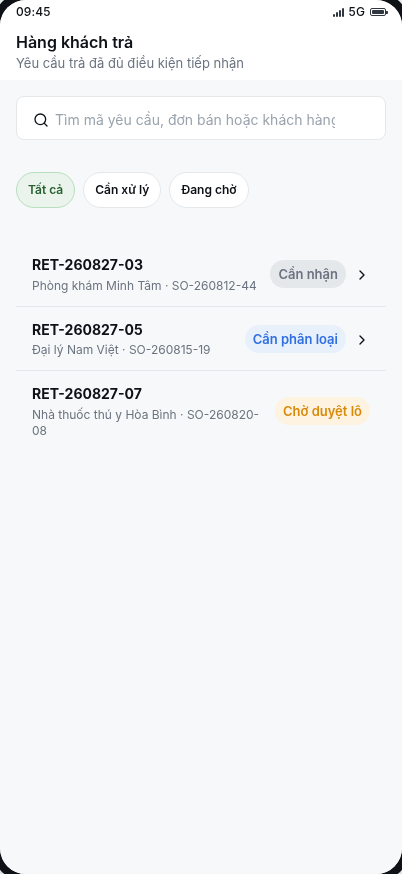 09:45
5G
Hàng khách trả
Yêu cầu trả đã đủ điều kiện tiếp nhận
Tìm mã yêu cầu, đơn bán hoặc khách hàng
Tất cả
Cần xử lý
Đang chờ
RET-260827-03
Phòng khám Minh Tâm · SO-260812-44
Cần nhận
RET-260827-05
Đại lý Nam Việt · SO-260815-19
Cần phân loại
RET-260827-07
Nhà thuốc thú y Hòa Bình · SO-260820-
08
Chờ duyệt lô